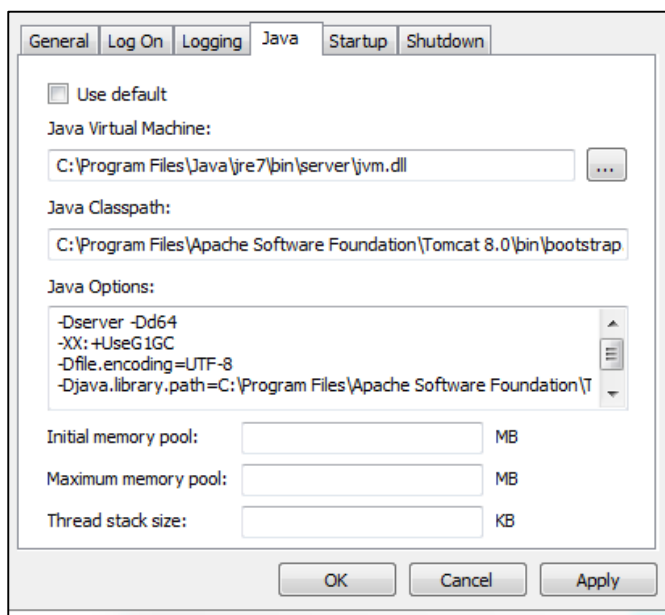 General Log On Logging Java Startup Shutdown
Use default
Java Virtual Machine:
C:\Program Files\Java\jre7\bin\server\jvm.dll
...
Java Classpath:
C:\Program Files\Apache Software Foundation\Tomcat 8.0\bin\bootstrap
Java Options:
-Dserver -Dd64
-XX:+UseG1GC
-Dfile.encoding=UTF-8
-Djava.library.path=C:\Program Files\Apache Software Foundation\T
Initial memory pool: MB
Maximum memory pool: MB
Thread stack size: KB
OK Cancel Apply